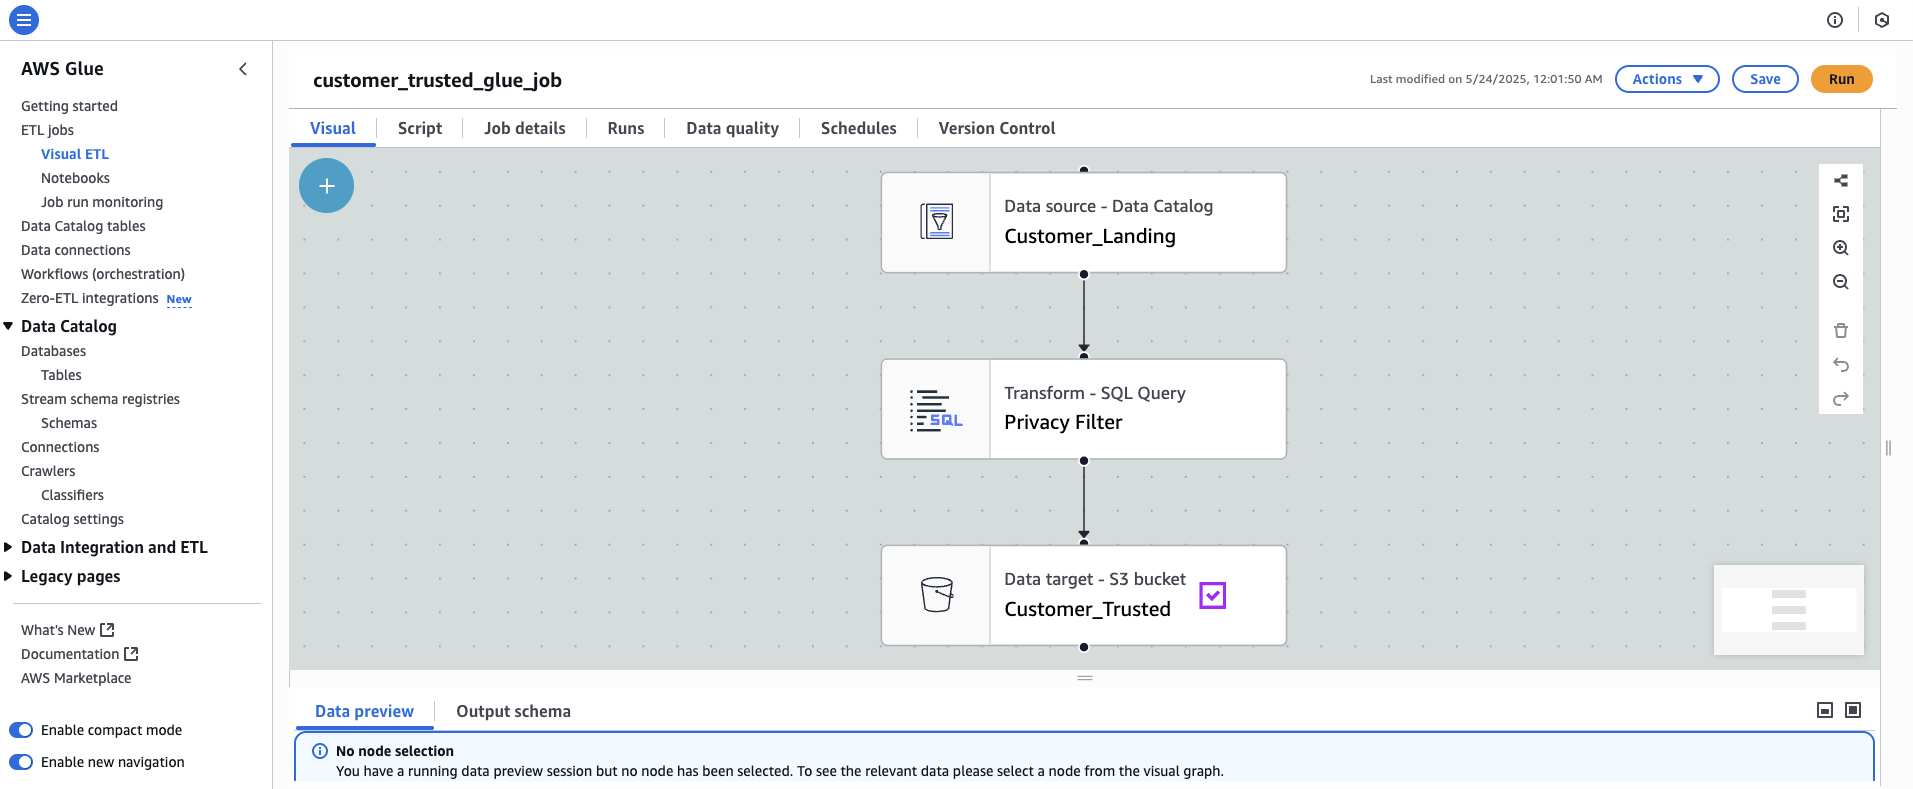 AWS Glue
Getting started
ETL jobs
Visual ETL
Notebooks
Job run monitoring
Data Catalog tables
Data connections
Workflows (orchestration)
Zero-ETL integrations New
Data Catalog
Databases
Tables
Stream schema registries
Schemas
Connections
Crawlers
Classifiers
Catalog settings
Data Integration and ETL
Legacy pages
What's New
Documentation
AWS Marketplace
Enable compact mode
Enable new navigation
customer_trusted_glue_job
Last modified on 5/24/2025, 12:01:50 AM
Actions
Save
Run
Visual
Script
Job details
Runs
Data quality
Schedules
Version Control
Data source - Data Catalog
Customer_Landing
SQL
Transform - SQL Query
Privacy Filter
Data target - S3 bucket
Customer_Trusted
Data preview
Output schema
No node selection
You have a running data preview session but no node has been selected. To see the relevant data please select a node from the visual graph.